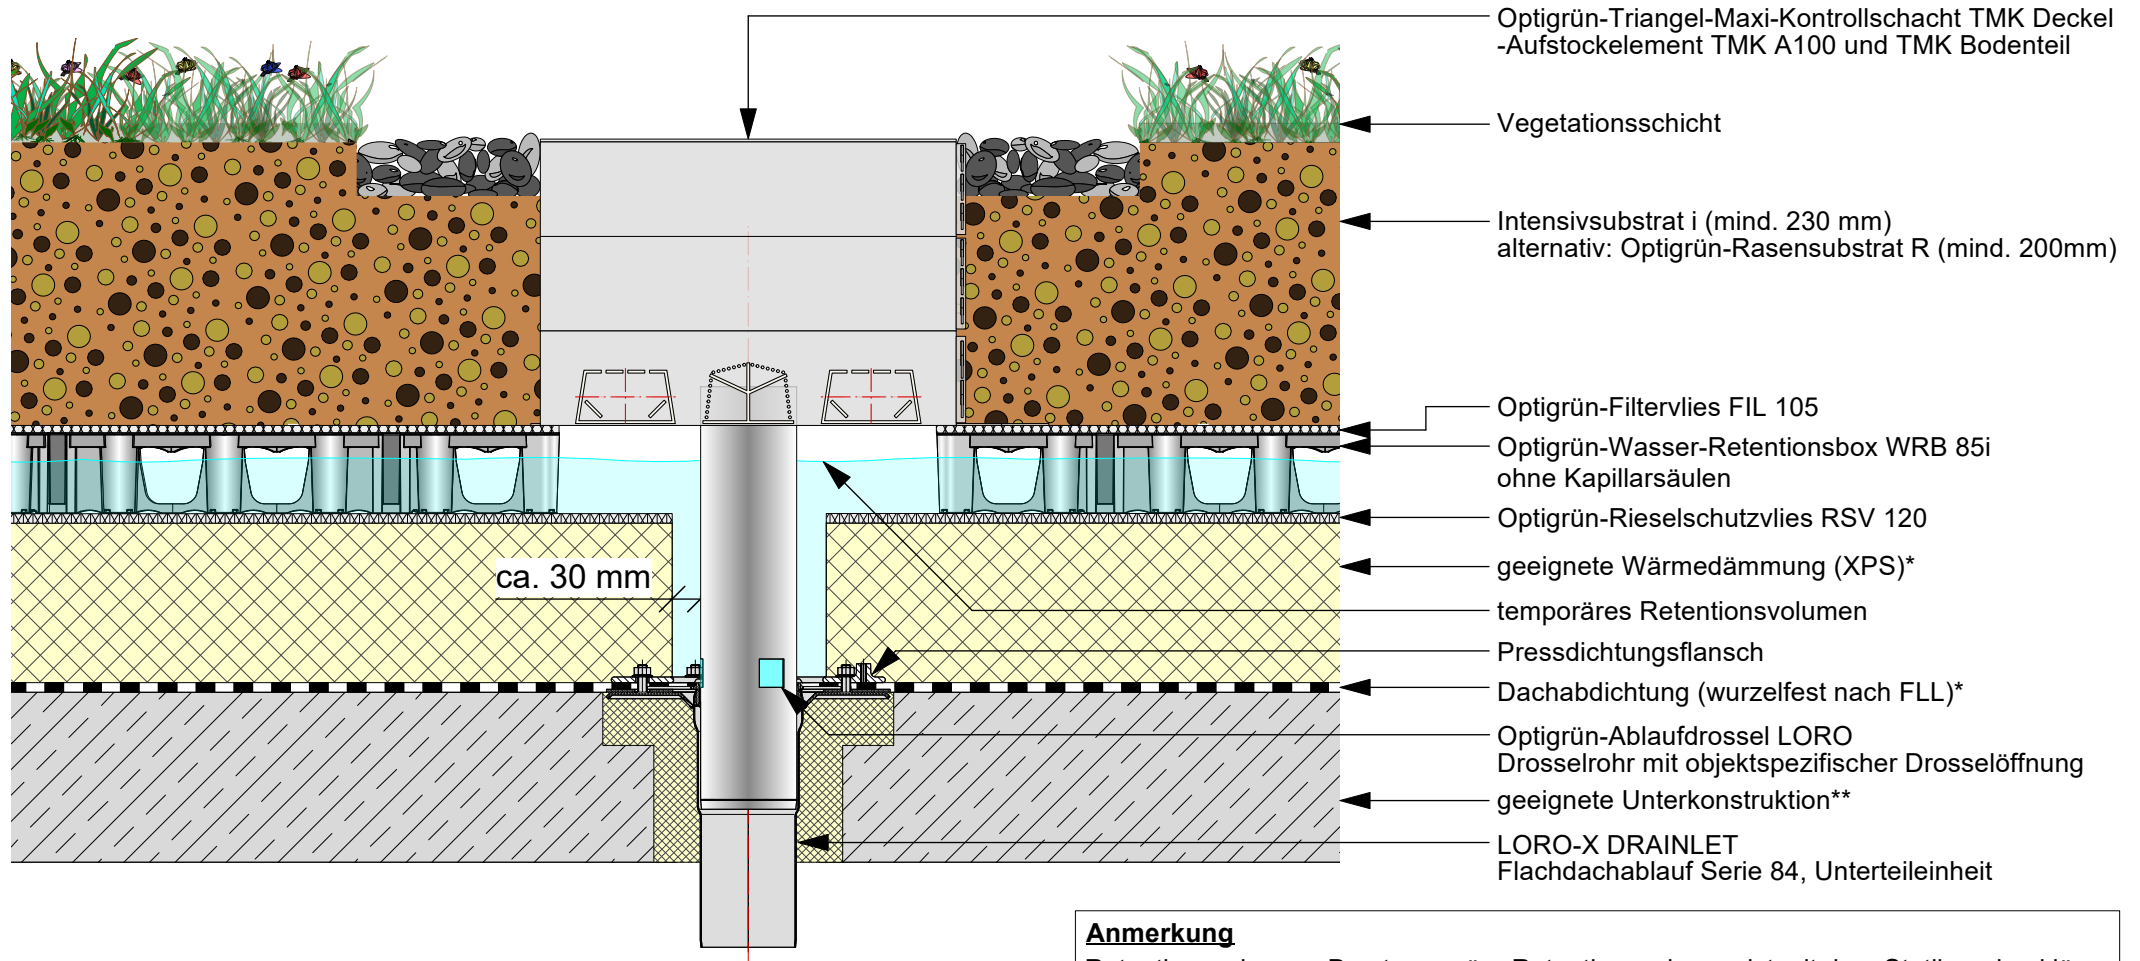 Optigrün-Triangel-Maxi-Kontrollschacht TMK Deckel
-Aufstockelement TMK A100 und TMK Bodenteil
Vegetationsschicht
Intensivsubstrat i (mind. 230 mm)
alternativ: Optigrün-Rasensubstrat R (mind. 200mm)
Optigrün-Filtervlies FIL 105
Optigrün-Wasser-Retentionsbox WRB 85i
ohne Kapillarsäulen
Optigrün-Rieselschutzvlies RSV 120
geeignete Wärmedämmung (XPS)*
ca. 30 mm
temporäres Retentionsvolumen
Pressdichtungsflansch
Dachabdichtung (wurzelfest nach FLL)*
Optigrün-Ablaufdrossel LORO
Drosselrohr mit objektspezifischer Drosselöffnung
geeignete Unterkonstruktion**
LORO-X DRAINLET
Flachdachablauf Serie 84, Unterteileinheit
Anmerkung